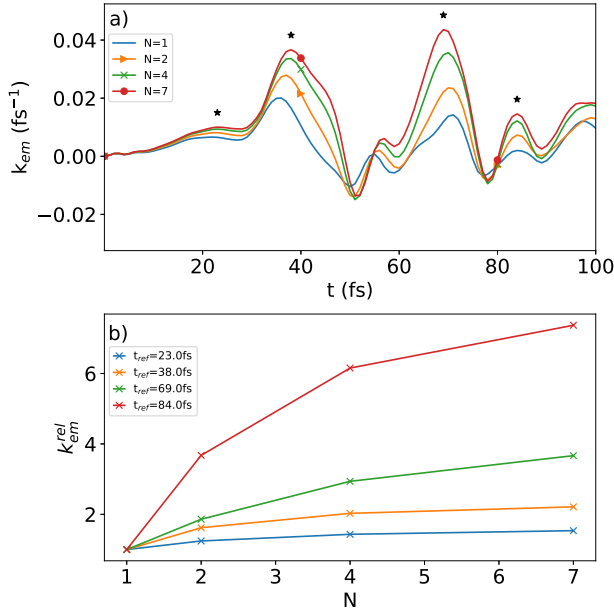 a)
0.04
0.02
0.00
−0.02
k_em (fs⁻¹)
N=1
N=2
N=4
N=7
20 40 60 80 100
t (fs)
b)
6
4
2
k_em^rel
t_ref=23.0fs
t_ref=38.0fs
t_ref=69.0fs
t_ref=84.0fs
1 2 3 4 5 6 7
N